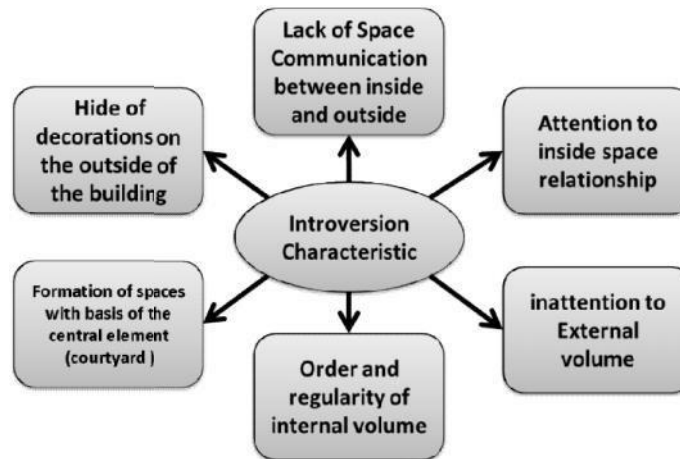 Lack of Space
Communication
between inside
and outside
Hide of
decorations on
the outside of
the building
Attention to
inside space
relationship
Introversion
Characteristic
Formation of spaces
with basis of the
central element
(courtyard )
inattention to
External
volume
Order and
regularity of
internal volume